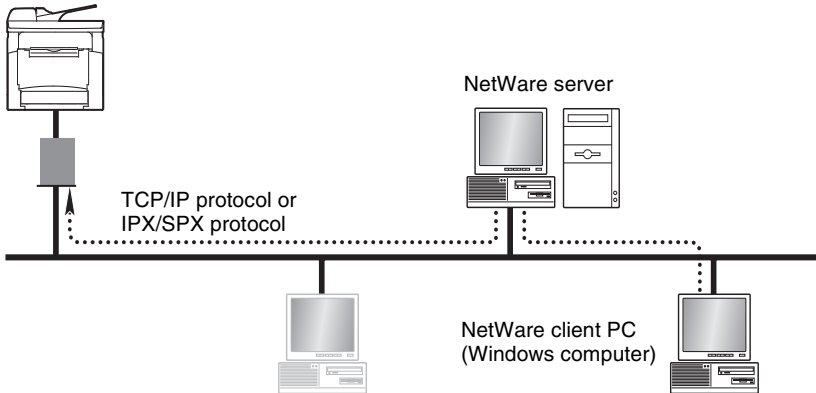 NetWare server
TCP/IP protocol or
IPX/SPX protocol
NetWare client PC
(Windows computer)